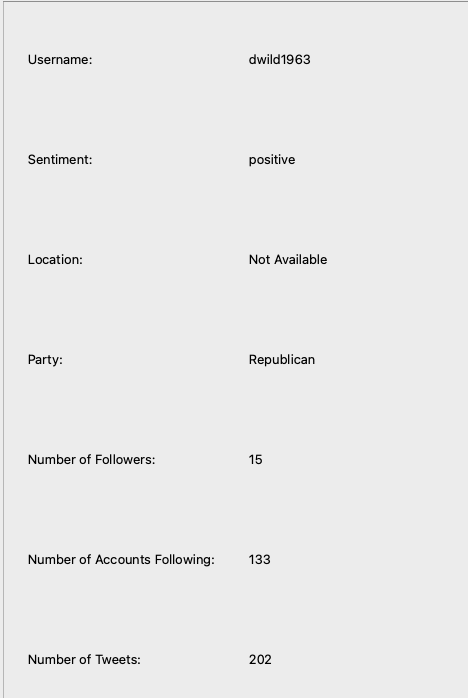 Username: dwild1963
Sentiment: positive
Location: Not Available
Party: Republican
Number of Followers: 15
Number of Accounts Following: 133
Number of Tweets: 202